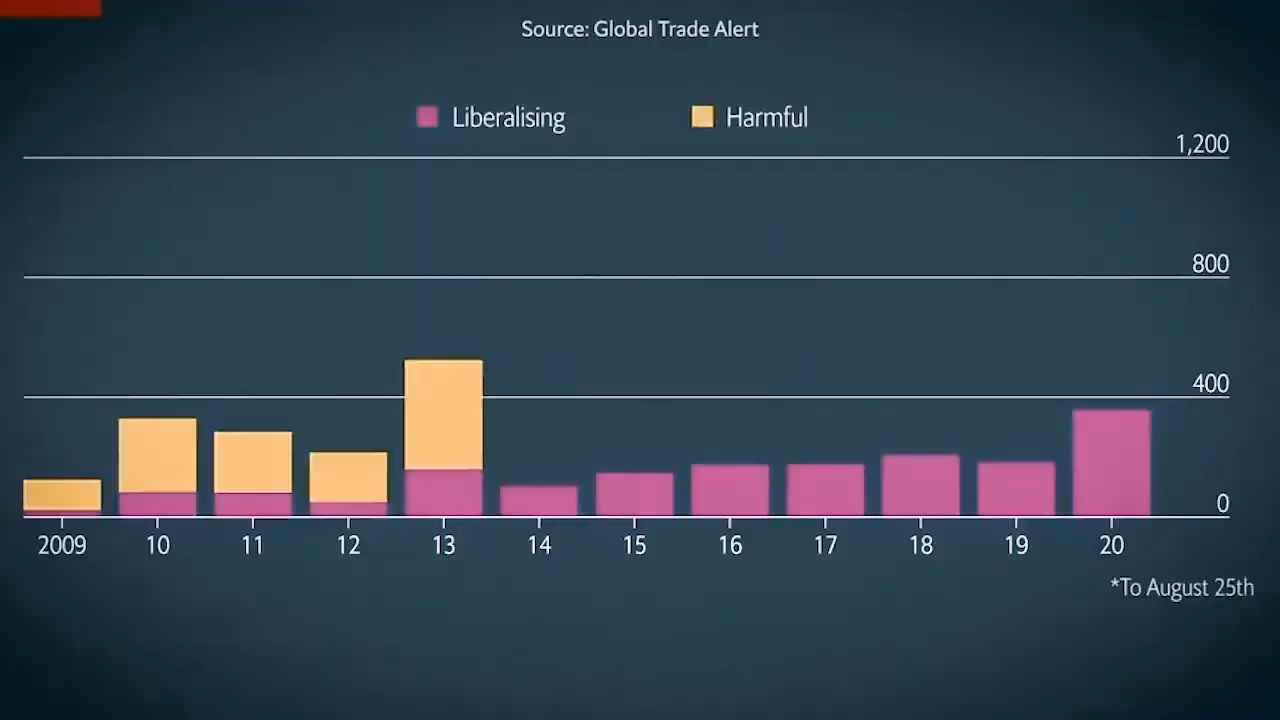 Source: Global Trade Alert
Liberalising Harmful
1,200
800
400
0
2009 10 11 12 13 14 15 16 17 18 19 20
*To August 25th